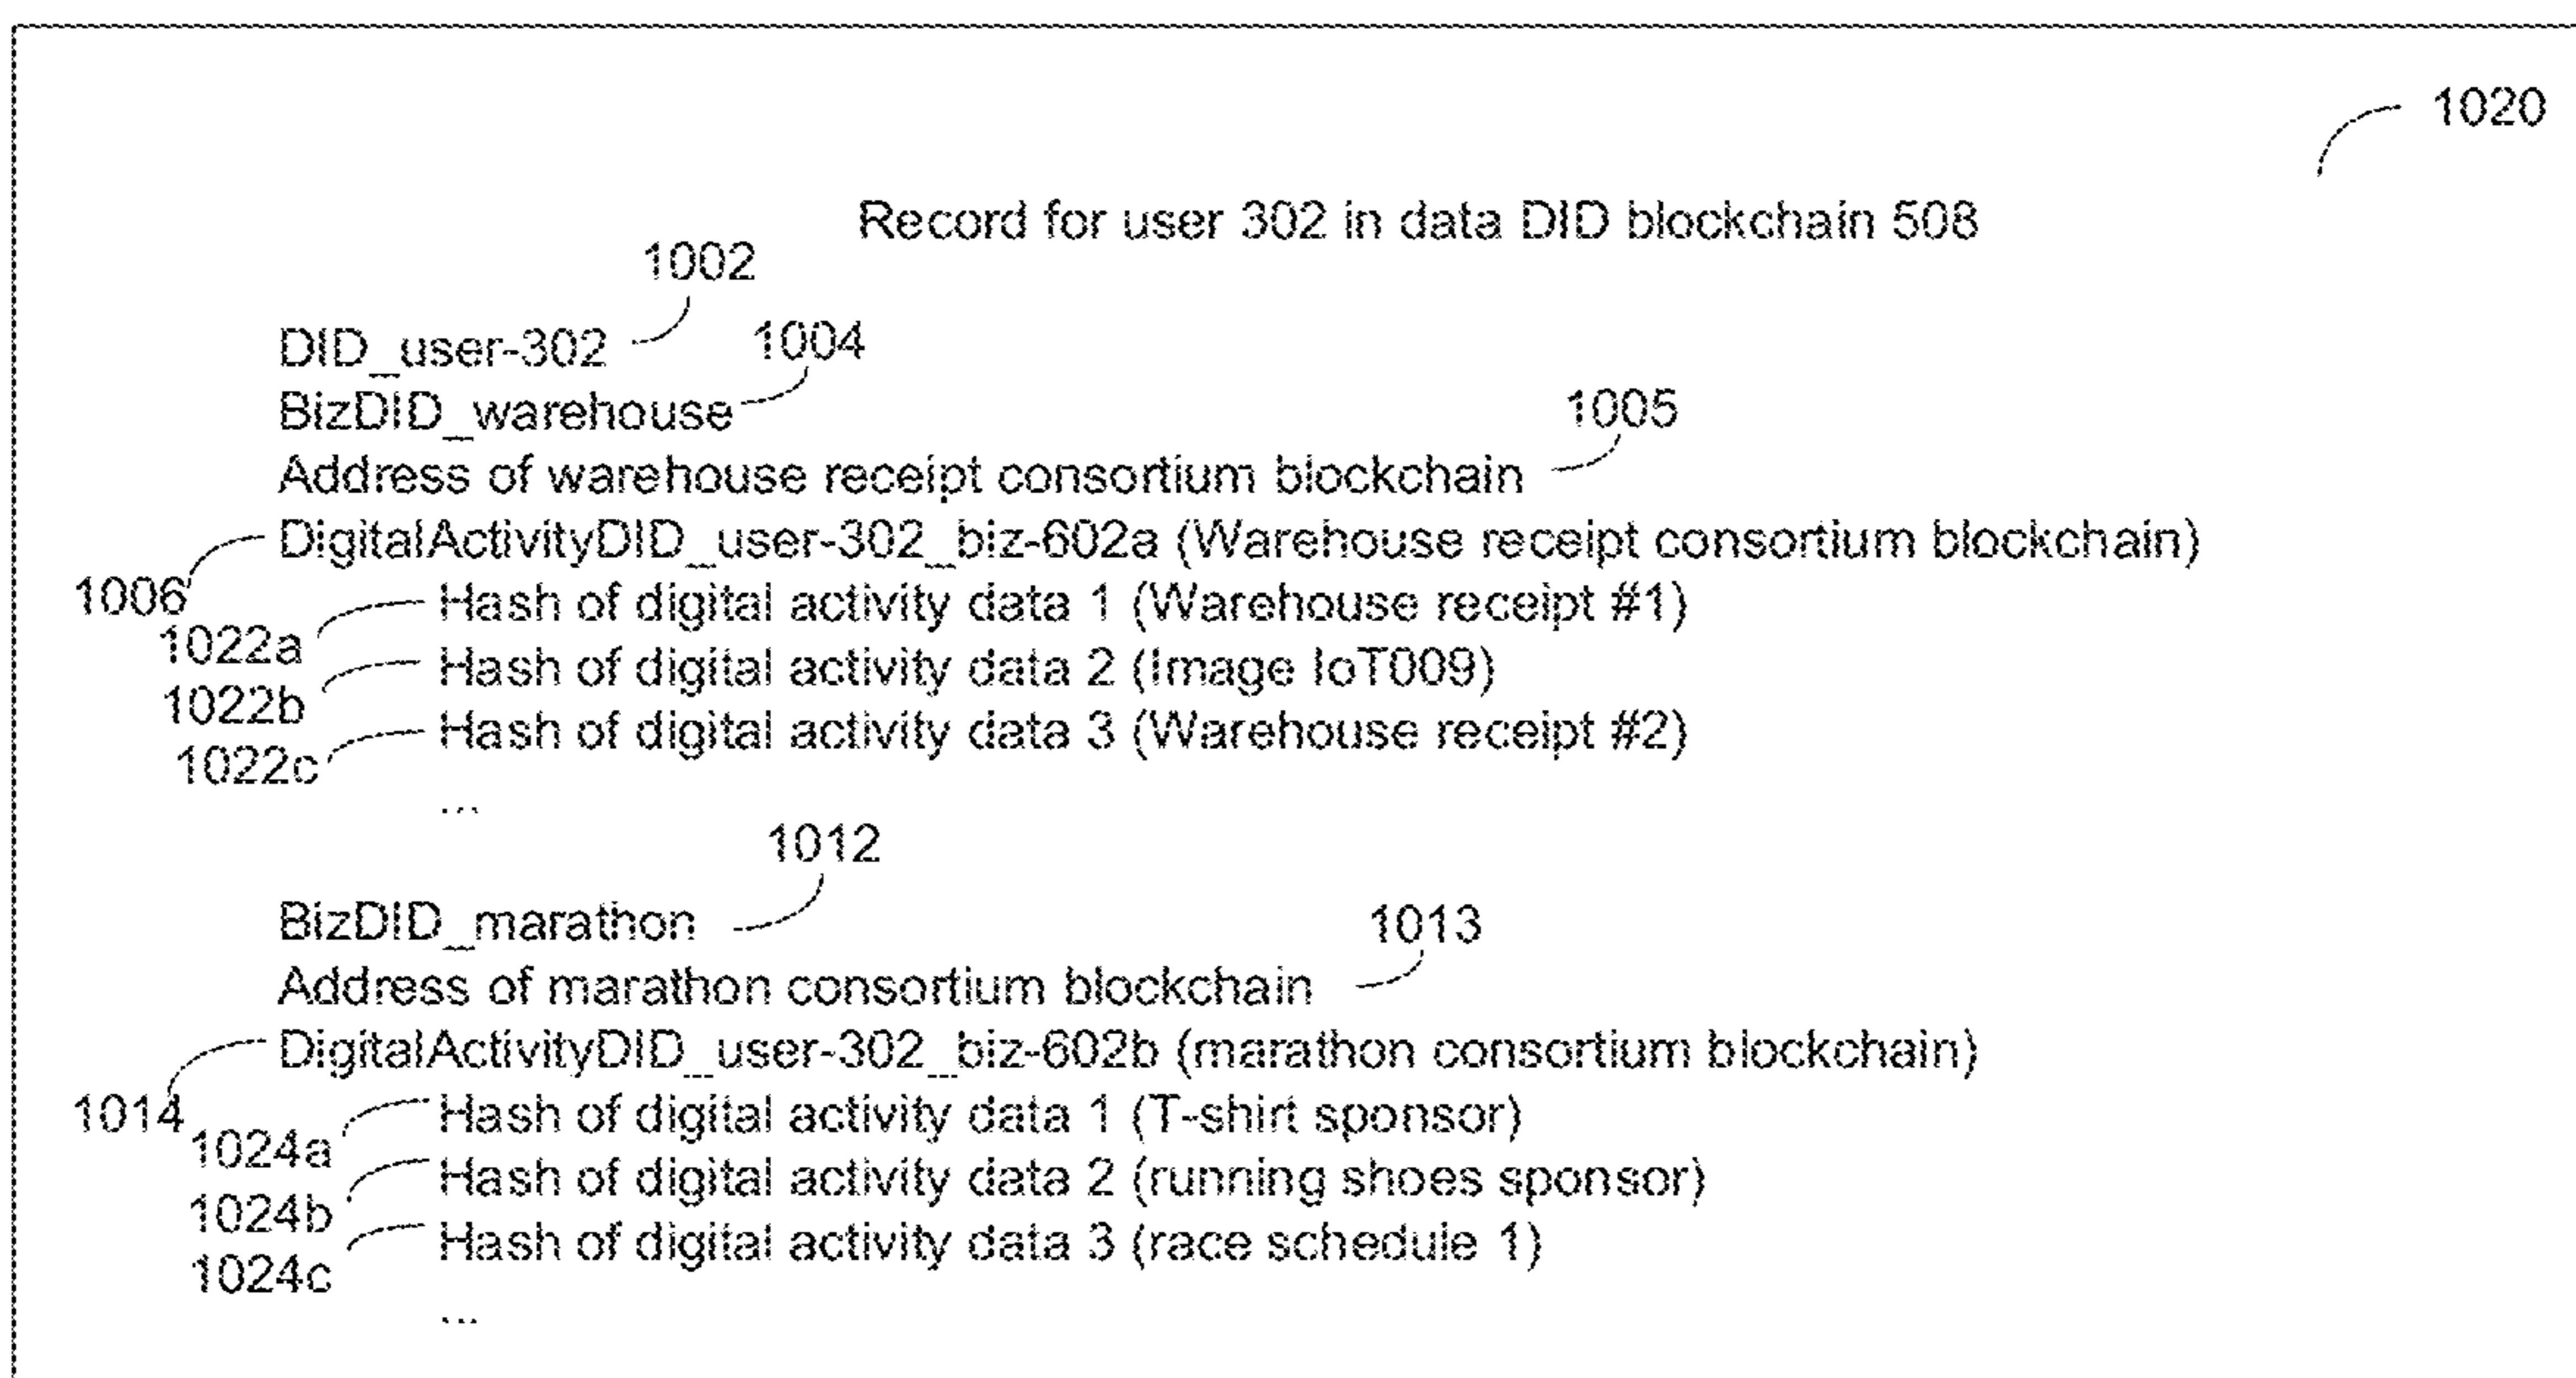 1020
Record for user 302 in data DID blockchain 508
1002
DID_user-302
1004
BizDID_warehouse
1005
Address of warehouse receipt consortium blockchain
DigitalActivityDID_user-302_biz-602a (Warehouse receipt consortium blockchain)
1006
Hash of digital activity data 1 (Warehouse receipt #1)
1022a
Hash of digital activity data 2 (Image IoT009)
1022b
Hash of digital activity data 3 (Warehouse receipt #2)
1022c
...
1012
BizDID_marathon
1013
Address of marathon consortium blockchain
DigitalActivityDID_user-302_biz-602b (marathon consortium blockchain)
1014
Hash of digital activity data 1 (T-shirt sponsor)
1024a
Hash of digital activity data 2 (running shoes sponsor)
1024b
Hash of digital activity data 3 (race schedule 1)
1024c
...